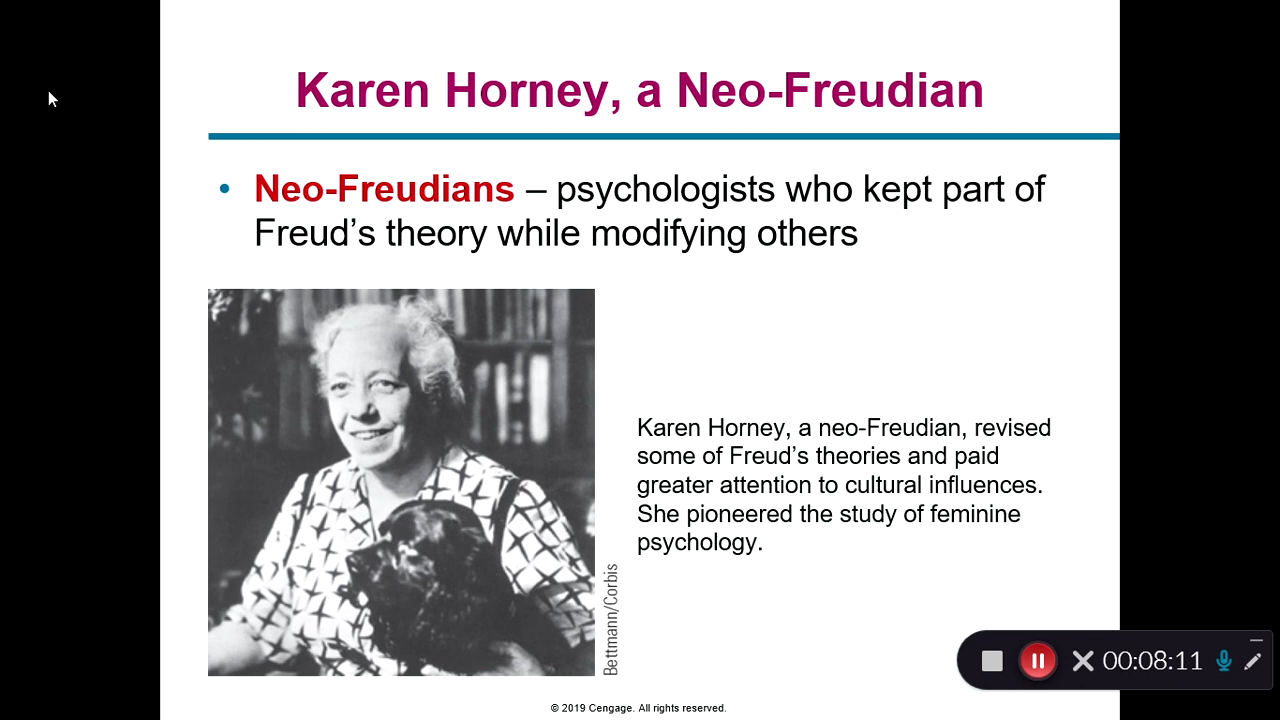 Karen Horney, a Neo-Freudian
• Neo-Freudians – psychologists who kept part of
Freud’s theory while modifying others
Karen Horney, a neo-Freudian, revised
some of Freud’s theories and paid
greater attention to cultural influences.
She pioneered the study of feminine
psychology.
Bettmann/Corbis
© 2019 Cengage. All rights reserved.
00:08:11